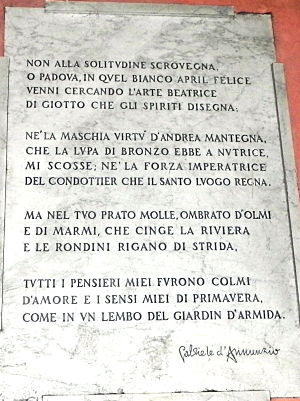 NON ALLA SOLITVDINE SCROVEGNA,
O PADOVA, IN QVEL BIANCO APRIL FELICE
VENNI CERCANDO L'ARTE BEATRICE
DI GIOTTO CHE GLI SPIRITI DISEGNA;
NE' LA MASCHIA VIRTV' D'ANDREA MANTEGNA,
CHE LA LVPA DI BRONZO EBBE A NVTRICE,
MI SCOSSE; NE' LA FORZA IMPERATRICE
DEL CONDOTTIER CHE IL SANTO LVOGO REGNA.
MA NEL TVO PRATO MOLLE, OMBRATO D'OLMI
E DI MARMI, CHE CINGE LA RIVIERA
E LE RONDINI RIGANO DI STRIDA,
TVTTI I PENSIERI MIEI FVRONO COLMI
D'AMORE E I SENSI MIEI DI PRIMAVERA,
COME IN VN LEMBO DEL GIARDIN D'ARMIDA.
Gabriele d'Annunzio